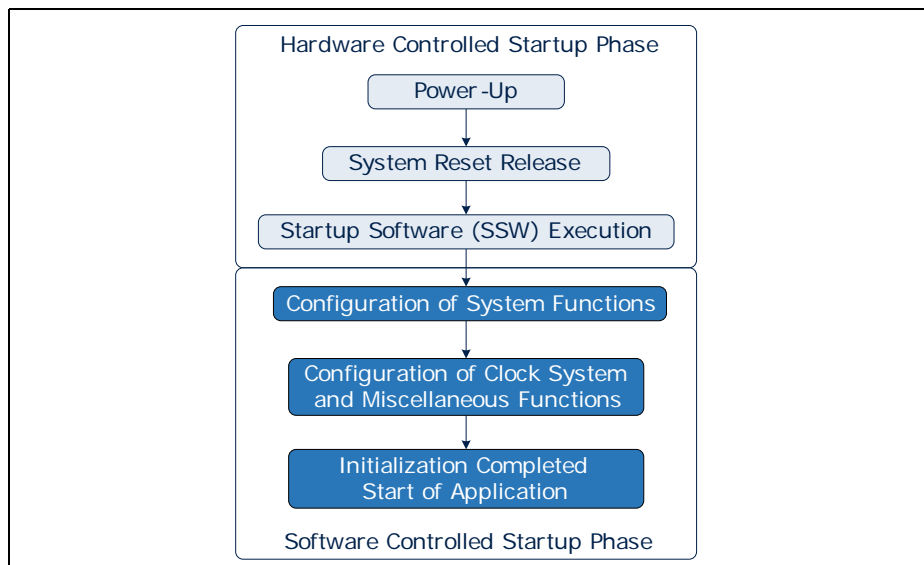 Hardware Controlled Startup Phase
Power-Up
System Reset Release
Startup Software (SSW) Execution
Configuration of System Functions
Configuration of Clock System
and Miscellaneous Functions
Initialization Completed
Start of Application
Software Controlled Startup Phase